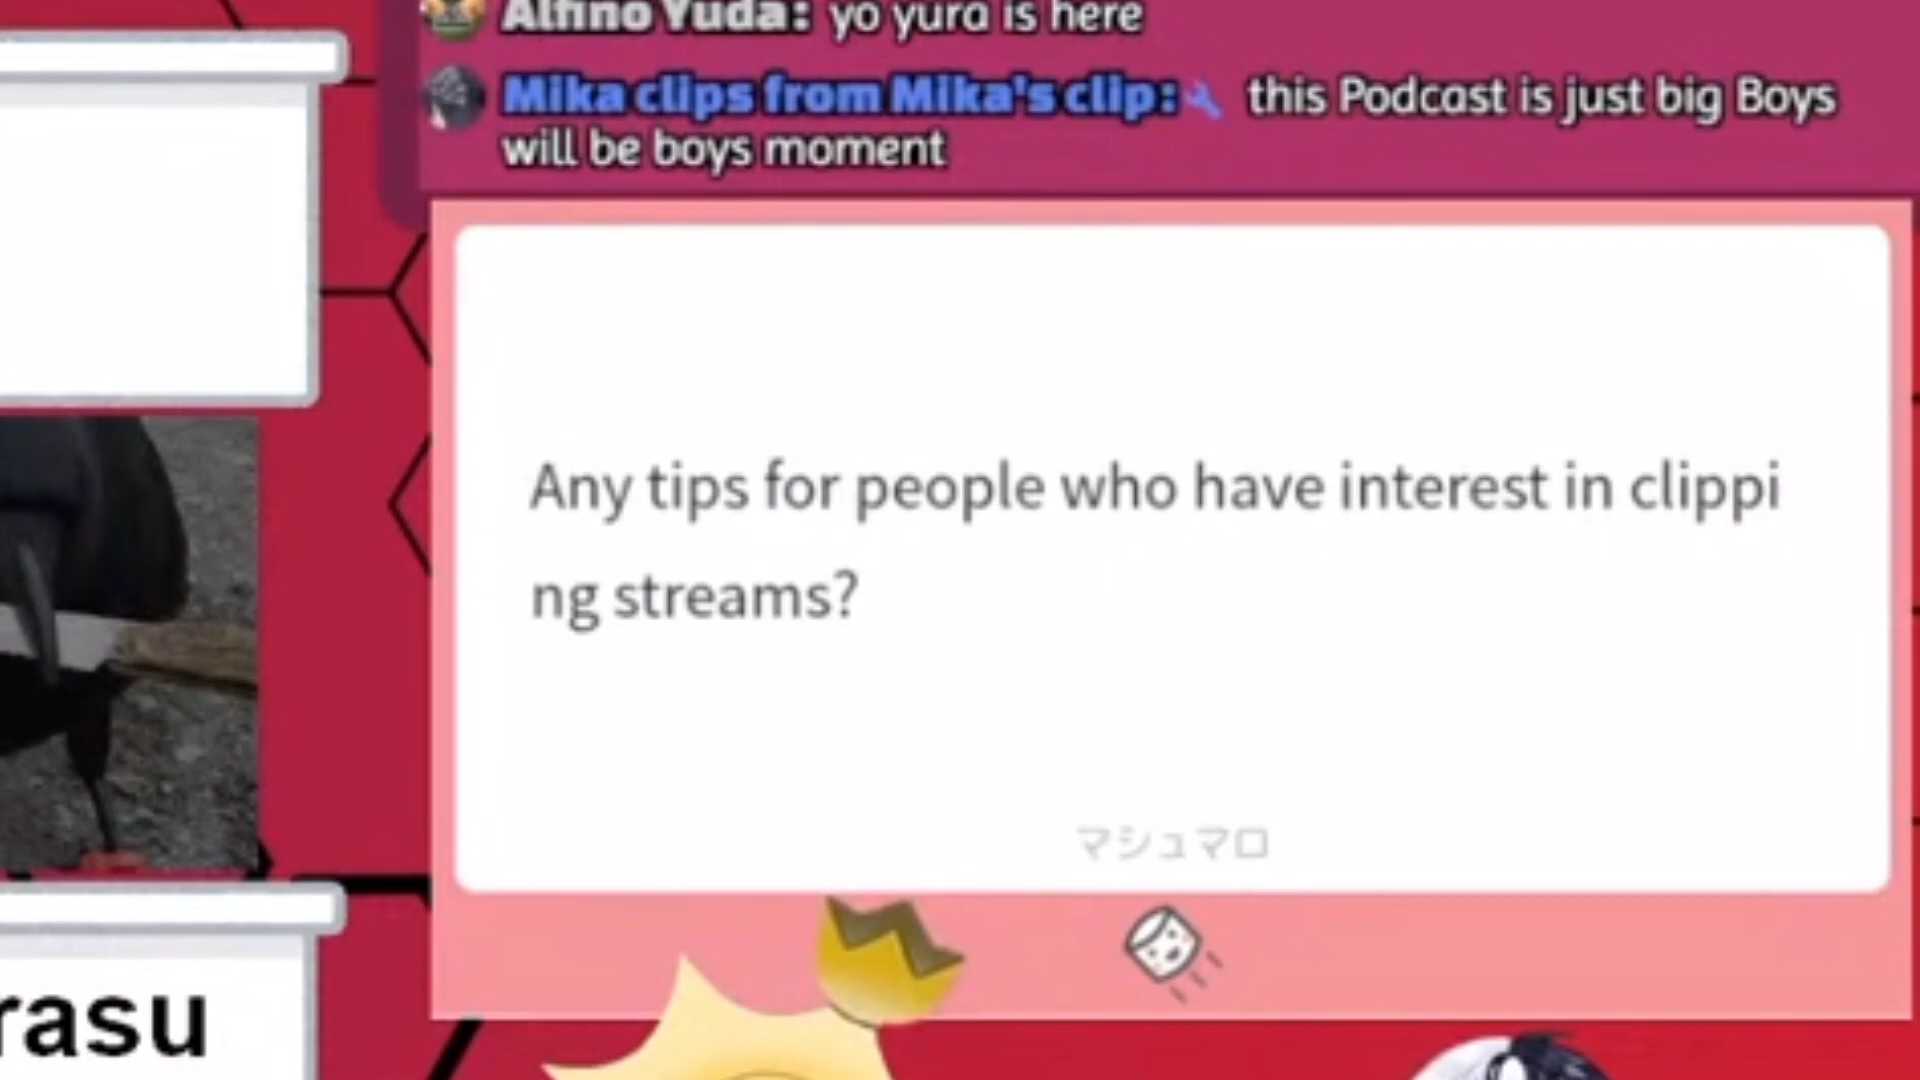 Alfino Yuda: yo yura is here
Mika clips from Mika's clip: this Podcast is just big Boys
will be boys moment
Any tips for people who have interest in clippi
ng streams?
マシュマロ
rasu